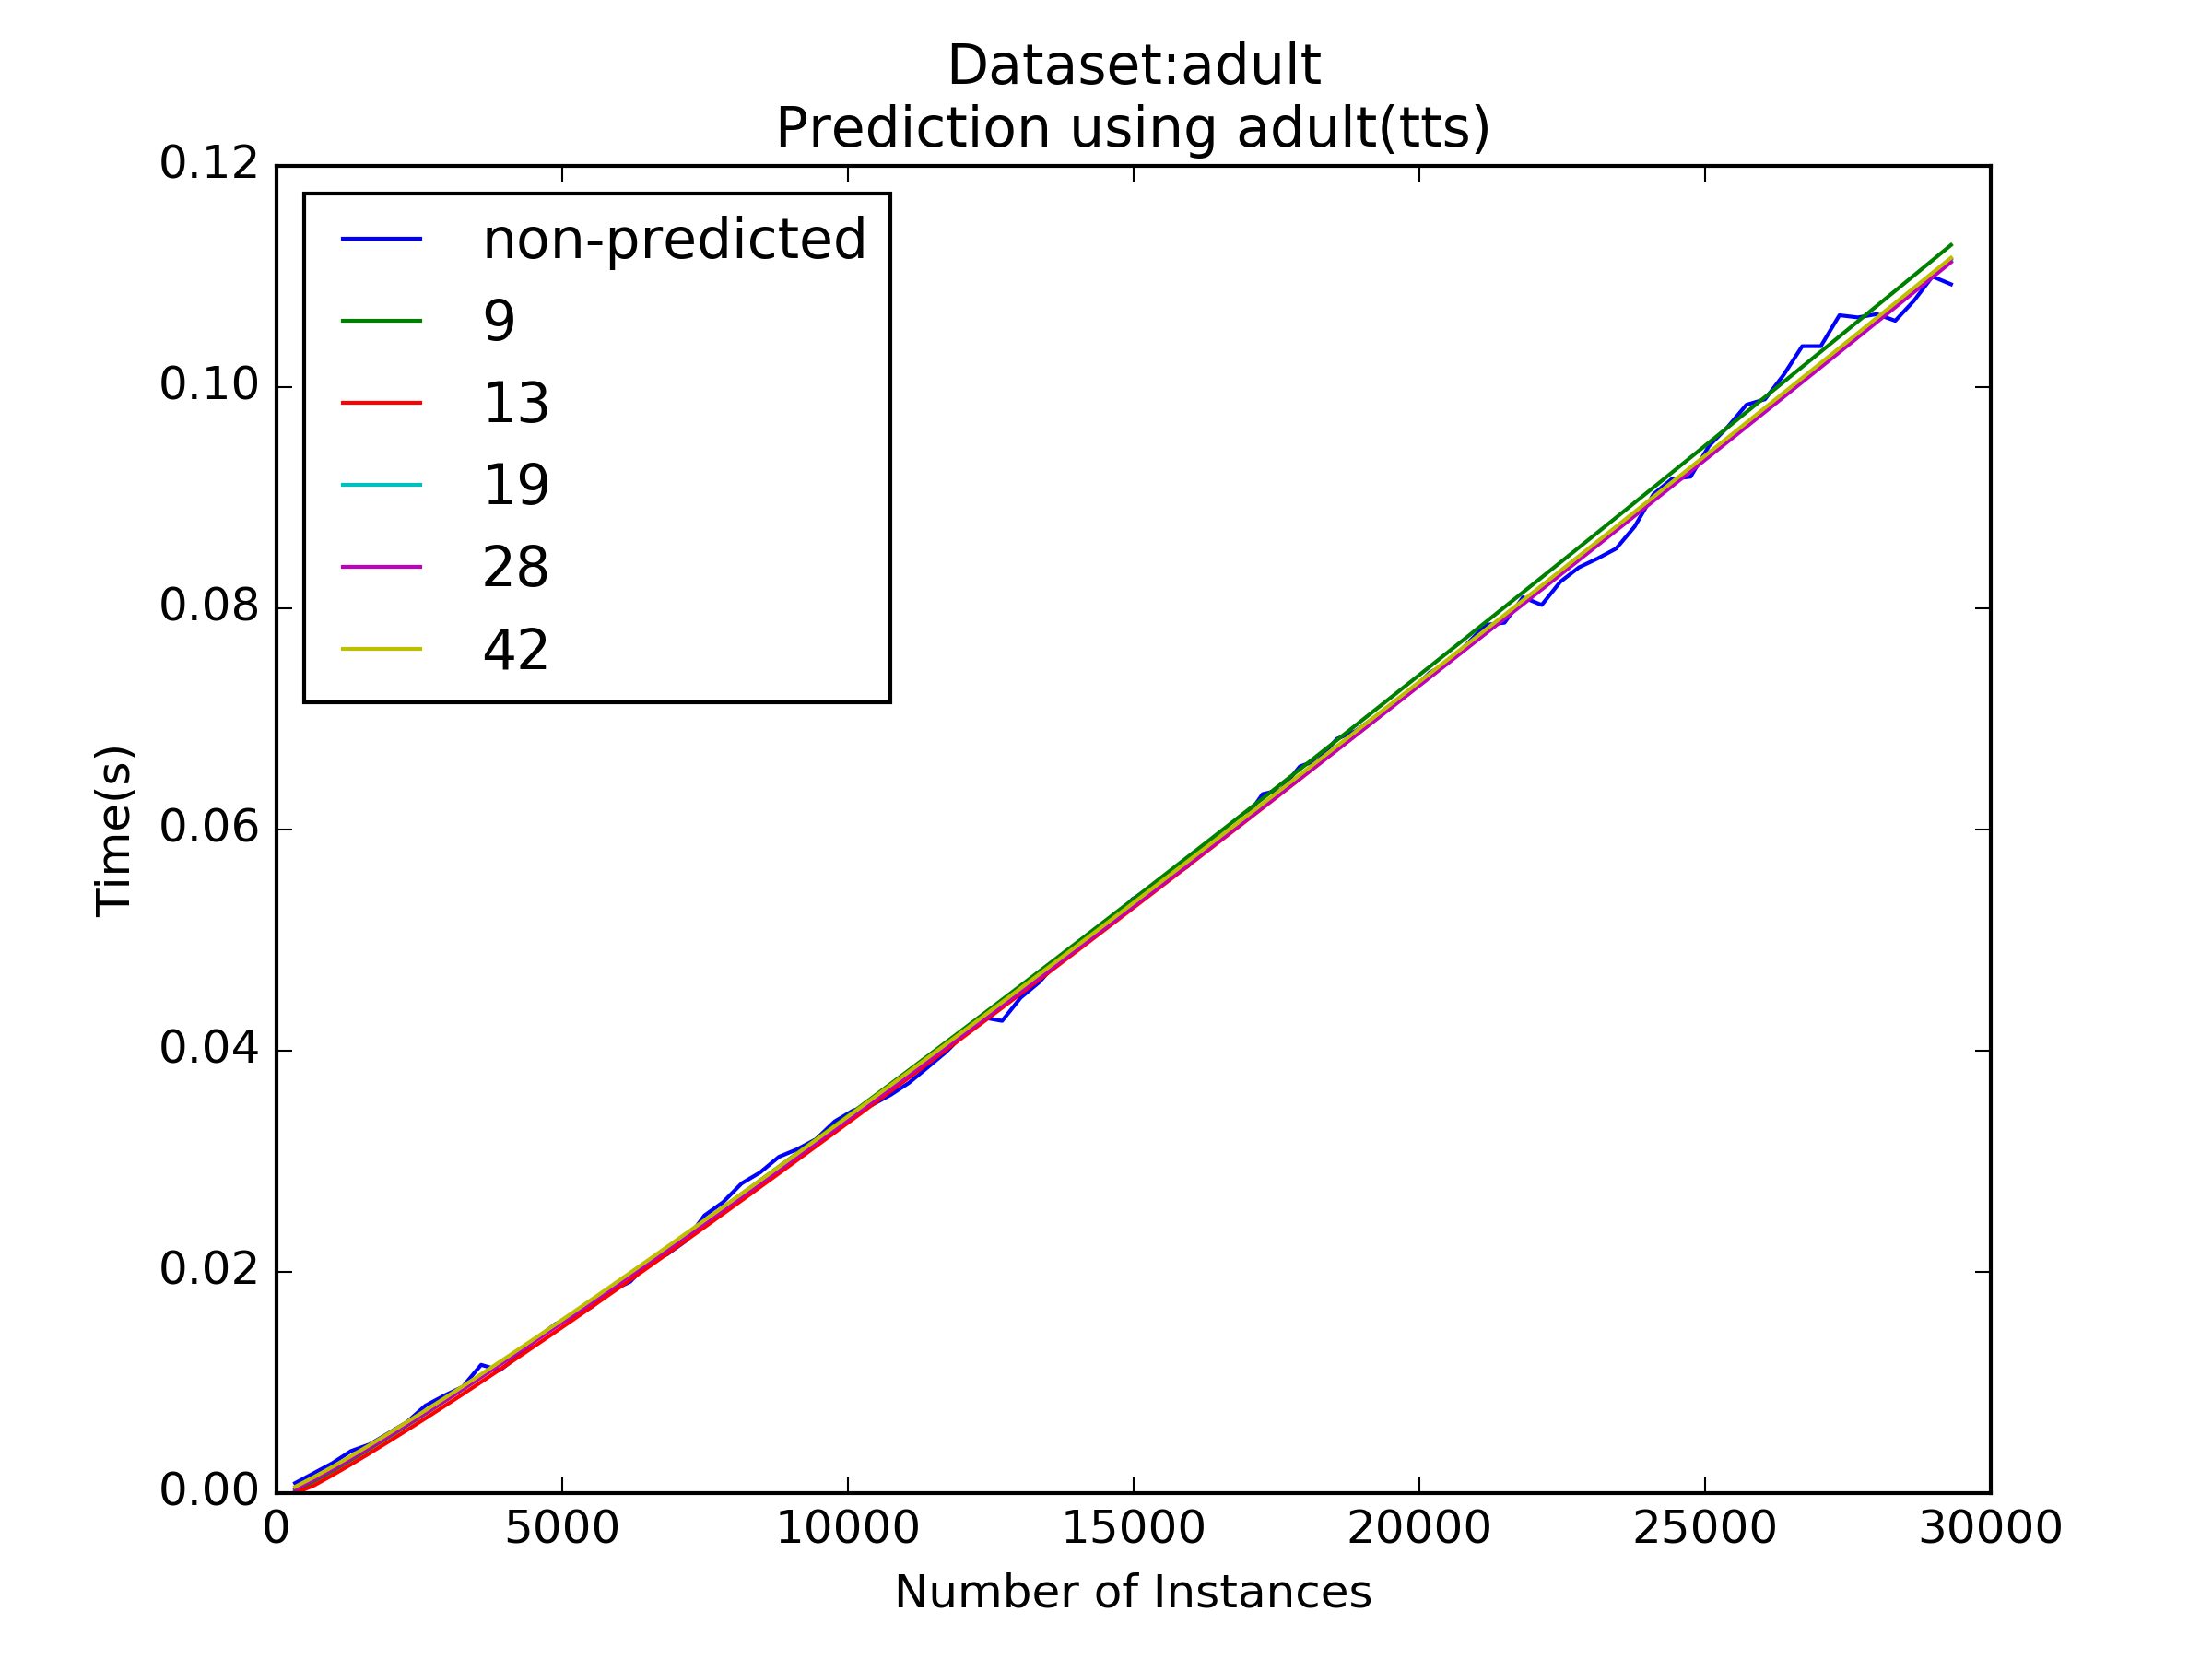 Dataset:adult
Prediction using adult(tts)
0.12
0.10
0.08
0.06
0.04
0.02
0.00
non-predicted
9
13
19
28
42
Time(s)
0 5000 10000 15000 20000 25000 30000
Number of Instances